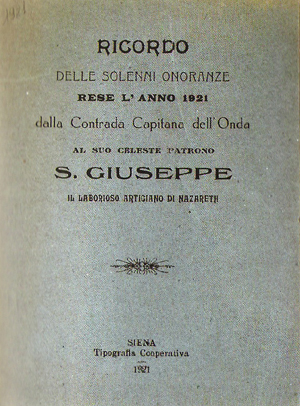 1921
RICORDO
DELLE SOLENNI ONORANZE
RESE L'ANNO 1921
dalla Contrada Capitana dell'Onda
AL SUO CELESTE PATRONO
S. GIUSEPPE
IL LABORIOSO ARTIGIANO DI NAZARETH
SIENA
Tipografia Cooperativa
1921